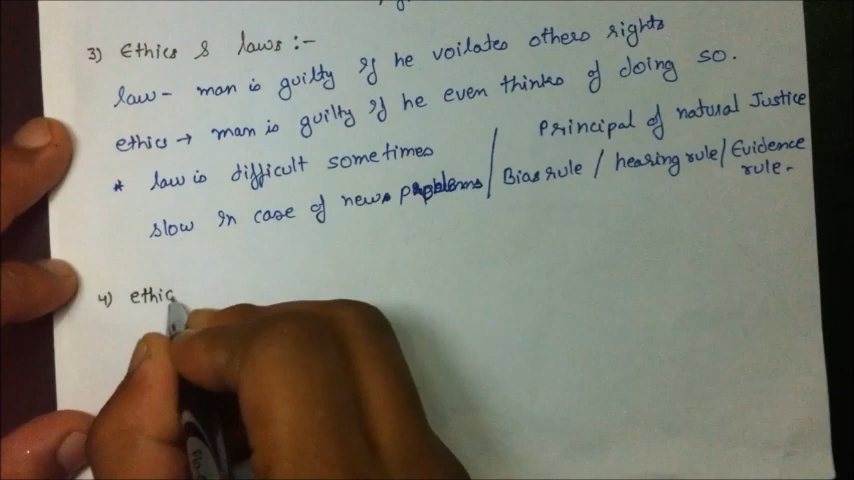 3) Ethics & laws :-
law - man is guilty if he voilates others rights
ethics → man is guilty if he even thinks of doing so.
* law is difficult sometimes / Principal of natural Justice
slow in case of new problems / Bias rule / hearing rule / Evidence
rule -
4) ethic